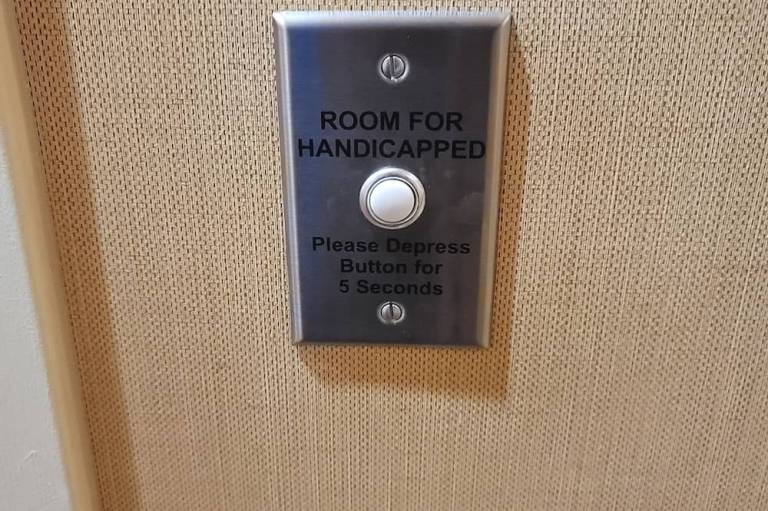 ROOM FOR
HANDICAPPED
Please Depress
Button for
5 Seconds